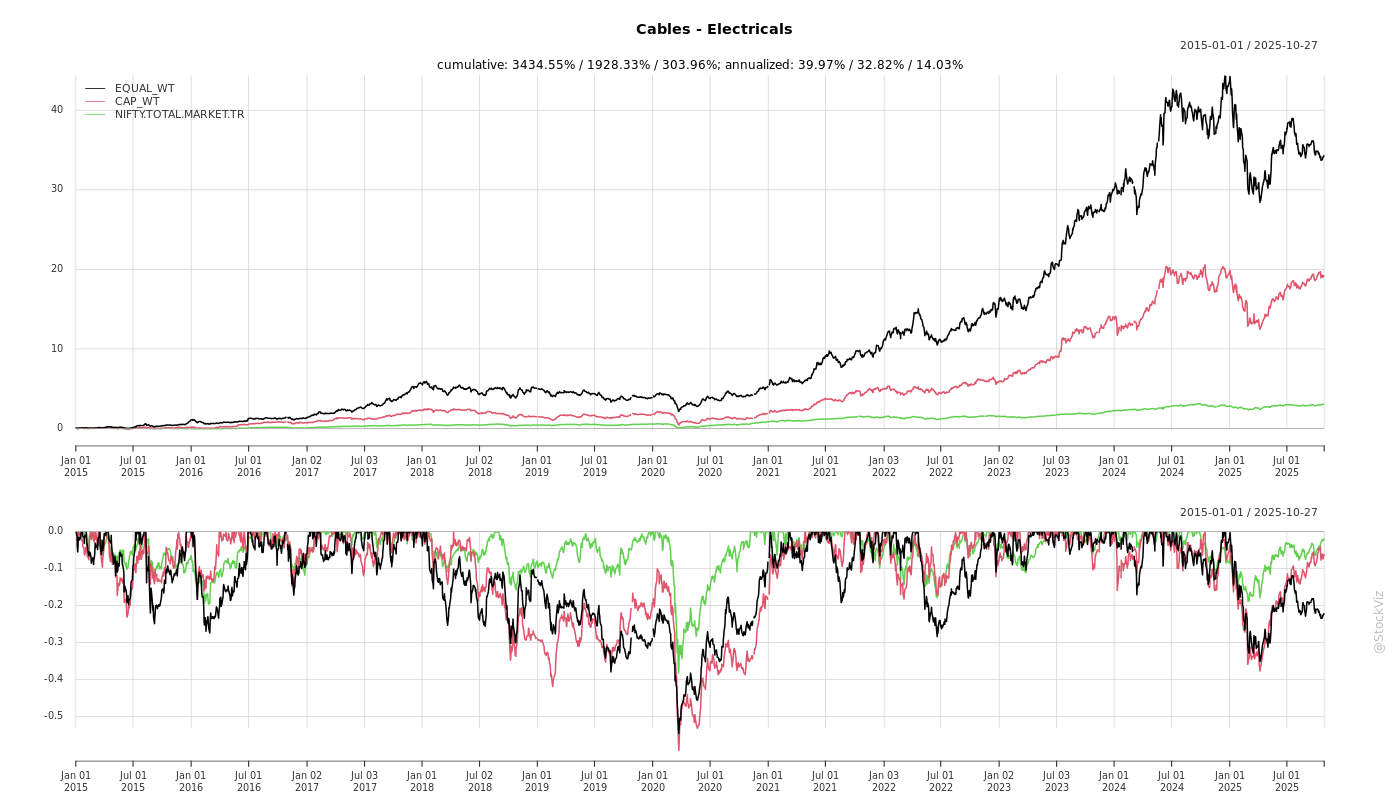 Cables - Electricals
2015-01-01 / 2025-10-27
cumulative: 3434.55% / 1928.33% / 303.96%; annualized: 39.97% / 32.82% / 14.03%
EQUAL_WT
CAP_WT
NIFTY.TOTAL.MARKET.TR
40
30
20
10
0
Jan 01 Jul 01 Jan 01 Jul 01 Jan 02 Jul 03 Jan 01 Jul 02 Jan 01 Jul 01 Jan 01 Jul 01 Jan 01 Jul 01 Jan 03 Jul 01 Jan 02 Jul 03 Jan 01 Jul 01 Jan 01 Jul 01
2015 2015 2016 2016 2017 2017 2018 2018 2019 2019 2020 2020 2021 2021 2022 2022 2023 2023 2024 2024 2025 2025
2015-01-01 / 2025-10-27
0.0
-0.1
-0.2
-0.3
-0.4
-0.5
Jan 01 Jul 01 Jan 01 Jul 01 Jan 02 Jul 03 Jan 01 Jul 02 Jan 01 Jul 01 Jan 01 Jul 01 Jan 01 Jul 01 Jan 03 Jul 01 Jan 02 Jul 03 Jan 01 Jul 01 Jan 01 Jul 01
2015 2015 2016 2016 2017 2017 2018 2018 2019 2019 2020 2020 2021 2021 2022 2022 2023 2023 2024 2024 2025 2025
@StockViz